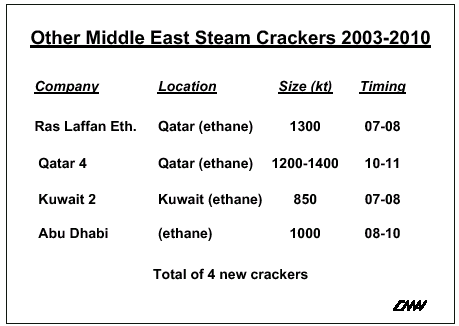 Other Middle East Steam Crackers 2003-2010
Company Location Size (kt) Timing
Ras Laffan Eth. Qatar (ethane) 1300 07-08
Qatar 4 Qatar (ethane) 1200-1400 10-11
Kuwait 2 Kuwait (ethane) 850 07-08
Abu Dhabi (ethane) 1000 08-10
Total of 4 new crackers